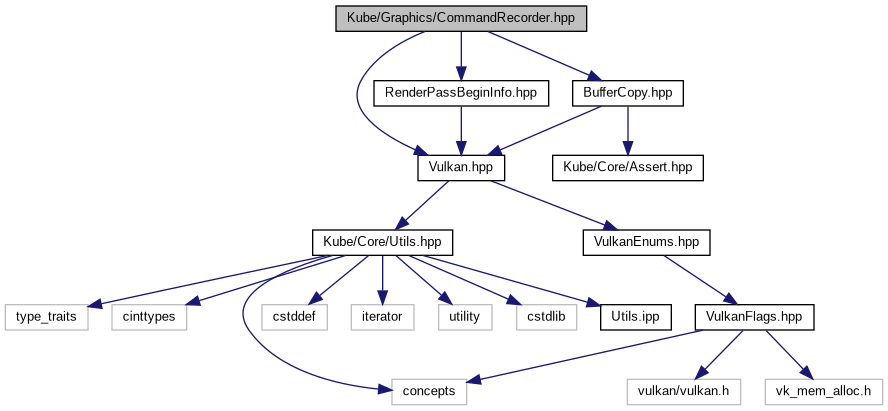 Kube/Graphics/CommandRecorder.hpp
RenderPassBeginInfo.hpp
BufferCopy.hpp
Vulkan.hpp
Kube/Core/Assert.hpp
Kube/Core/Utils.hpp
VulkanEnums.hpp
type_traits
cinttypes
cstddef
iterator
utility
cstdlib
Utils.ipp
VulkanFlags.hpp
concepts
vulkan/vulkan.h
vk_mem_alloc.h